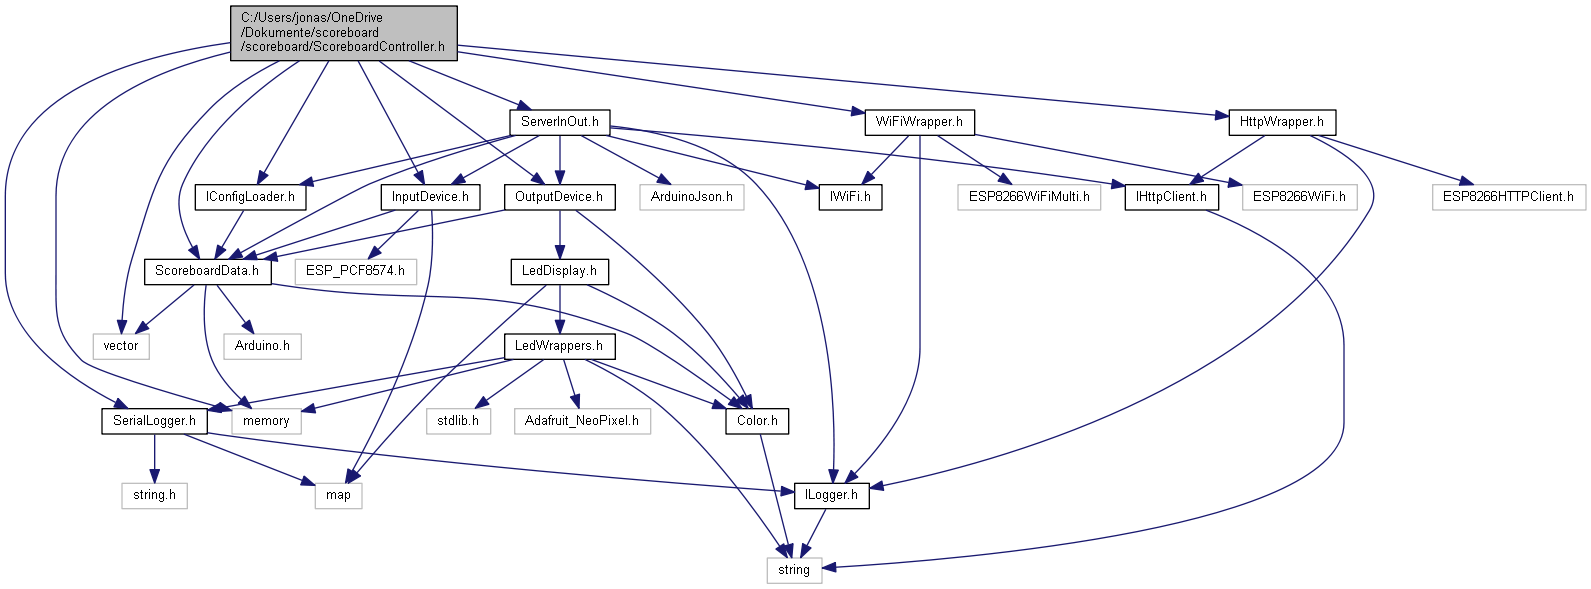 C:/Users/jonas/OneDrive
/Dokumente/scoreboard
/scoreboard/ScoreboardController.h
ServerInOut.h
WiFiWrapper.h
HttpWrapper.h
IConfigLoader.h
InputDevice.h
OutputDevice.h
ArduinoJson.h
IWiFi.h
ESP8266WiFiMulti.h
IHttpClient.h
ESP8266WiFi.h
ESP8266HTTPClient.h
ScoreboardData.h
ESP_PCF8574.h
LedDisplay.h
vector
Arduino.h
LedWrappers.h
SerialLogger.h
memory
stdlib.h
Adafruit_NeoPixel.h
Color.h
string.h
map
ILogger.h
string